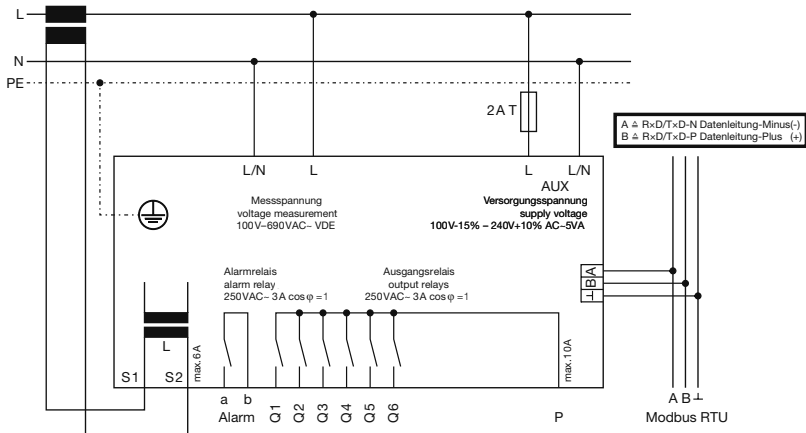 L
N
PE
2A T
A ≙ R×D/T×D-N Datenleitung-Minus(-)
B ≙ R×D/T×D-P Datenleitung-Plus (+)
L/N
L
L
L/N
AUX
Messspannung
voltage measurement
100V–690VAC~ VDE
Versorgungsspannung
supply voltage
100V-15% – 240V+10% AC~5VA
Alarmrelais
alarm relay
250VAC~ 3A cos φ =1
Ausgangsrelais
output relays
250VAC~ 3A cosφ =1
A
B
⊥
L
S1
S2
max.6A
max.10A
a
b
Alarm
Q1
Q2
Q3
Q4
Q5
Q6
P
A B ⊥
Modbus RTU